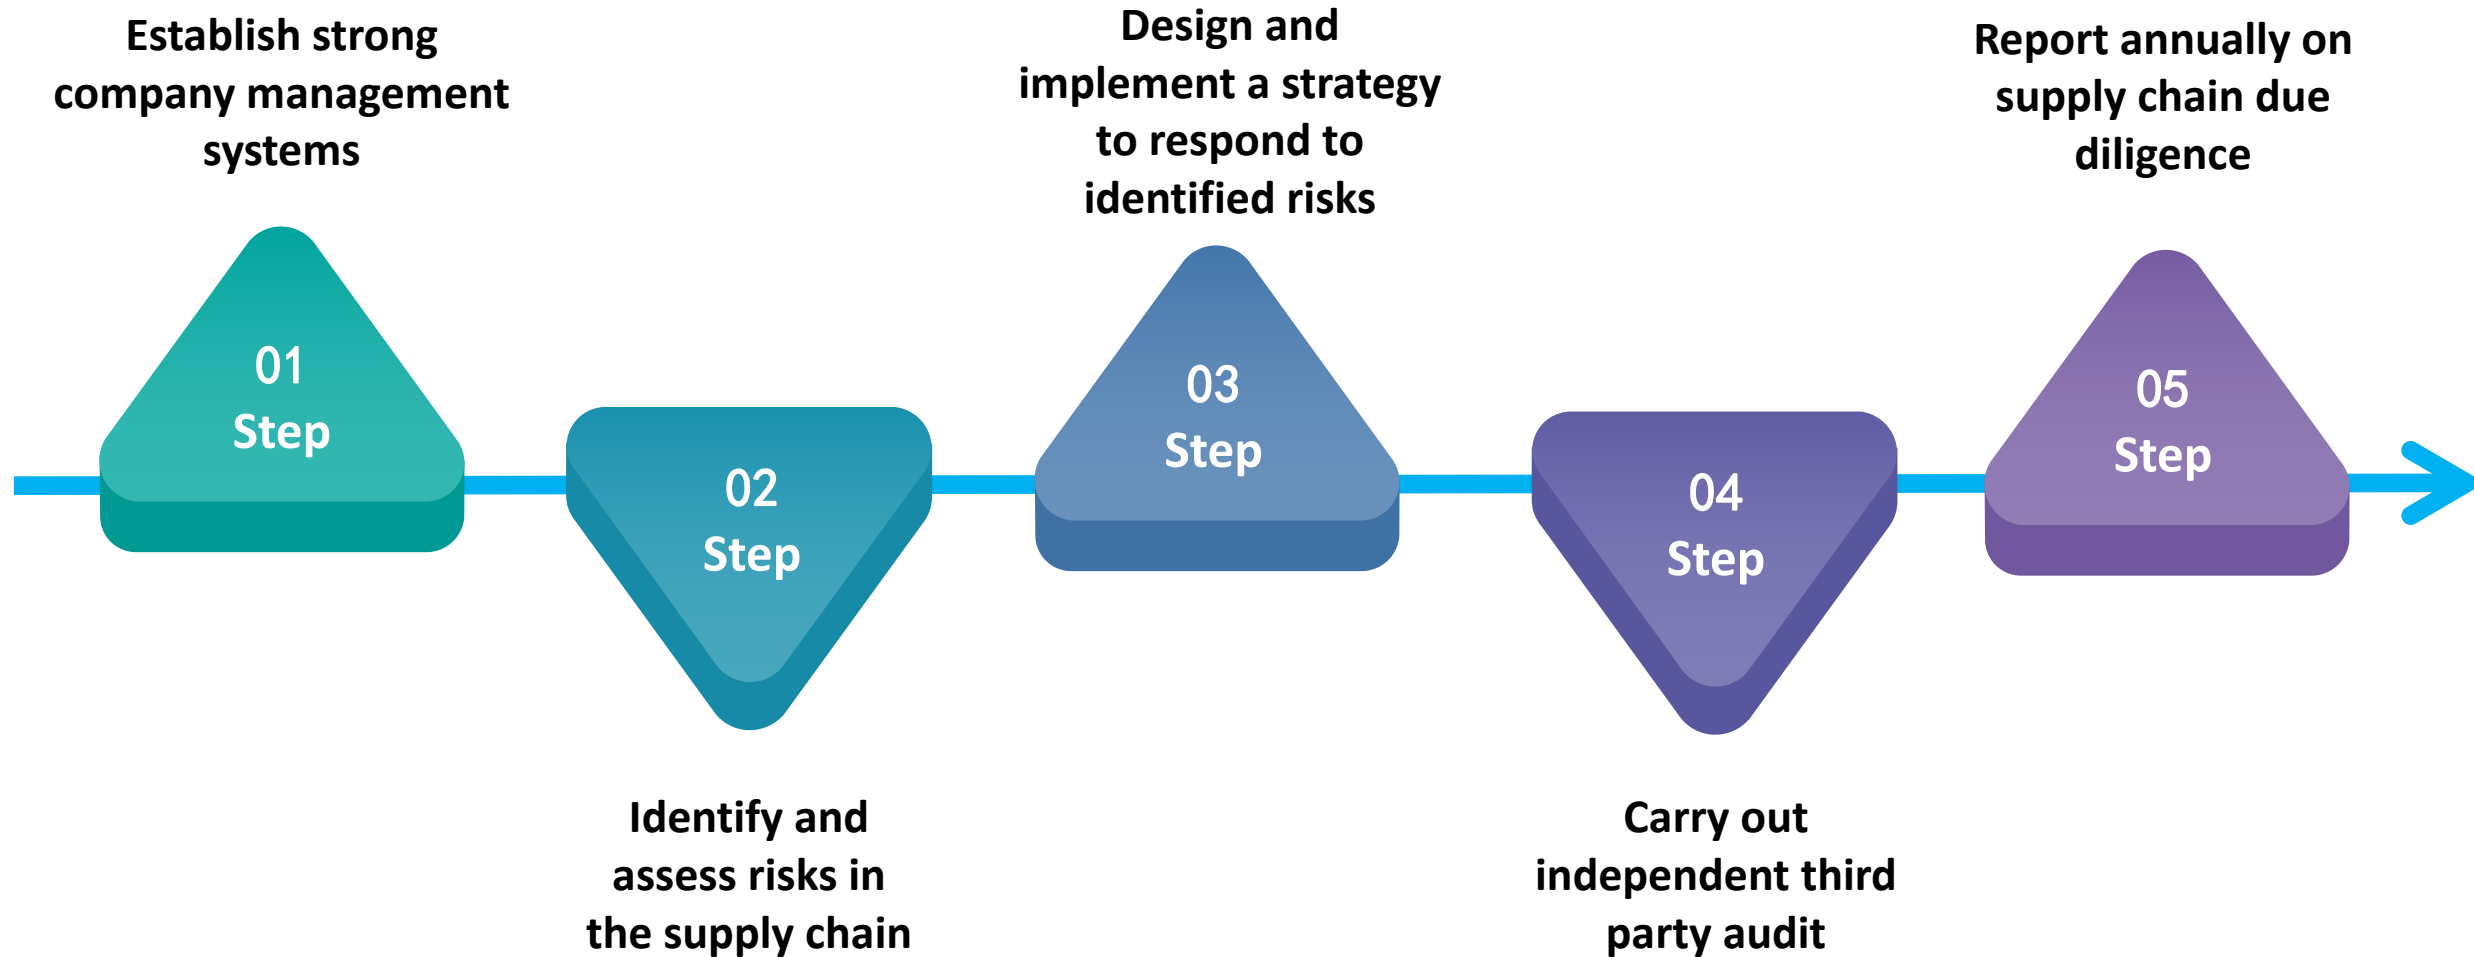 Establish strong
company management
systems
01
Step
02
Step
Identify and
assess risks in
the supply chain
Design and
implement a strategy
to respond to
identified risks
03
Step
04
Step
Carry out
independent third
party audit
Report annually on
supply chain due
diligence
05
Step